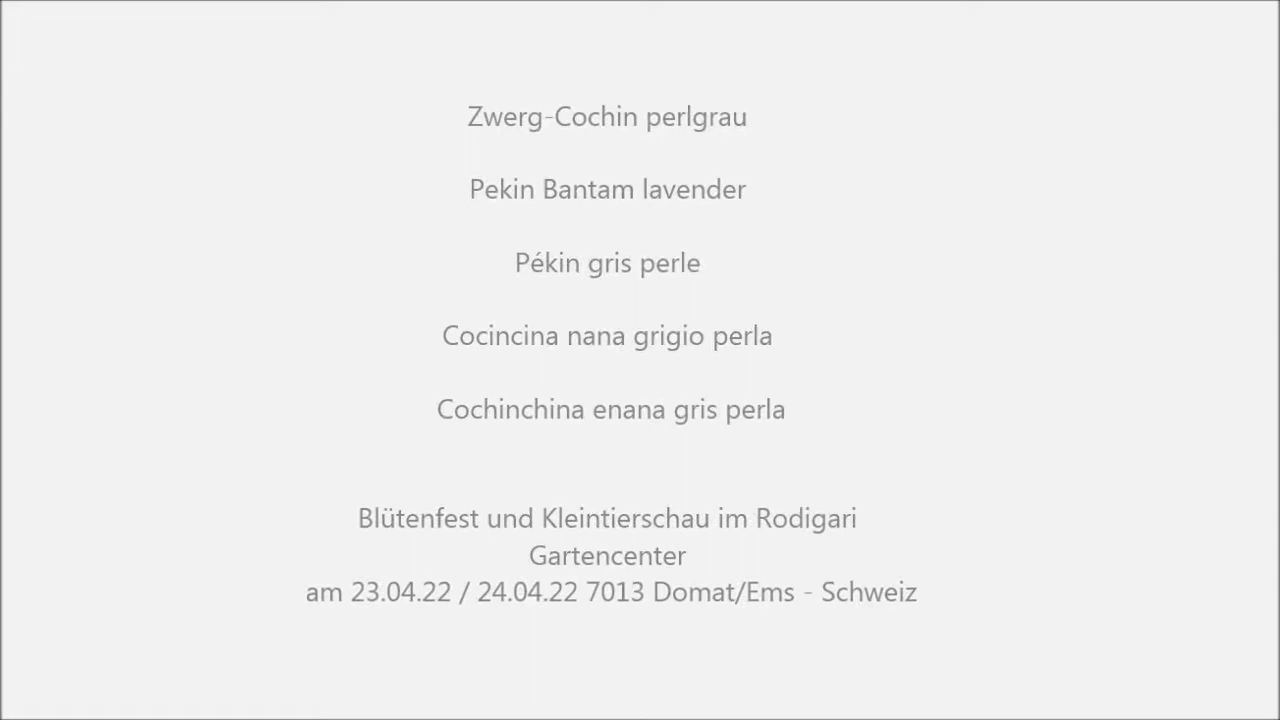 Zwerg-Cochin perlgrau
Pekin Bantam lavender
Pékin gris perle
Cocincina nana grigio perla
Cochinchina enana gris perla
Blütenfest und Kleintierschau im Rodigari
Gartencenter
am 23.04.22 / 24.04.22 7013 Domat/Ems - Schweiz